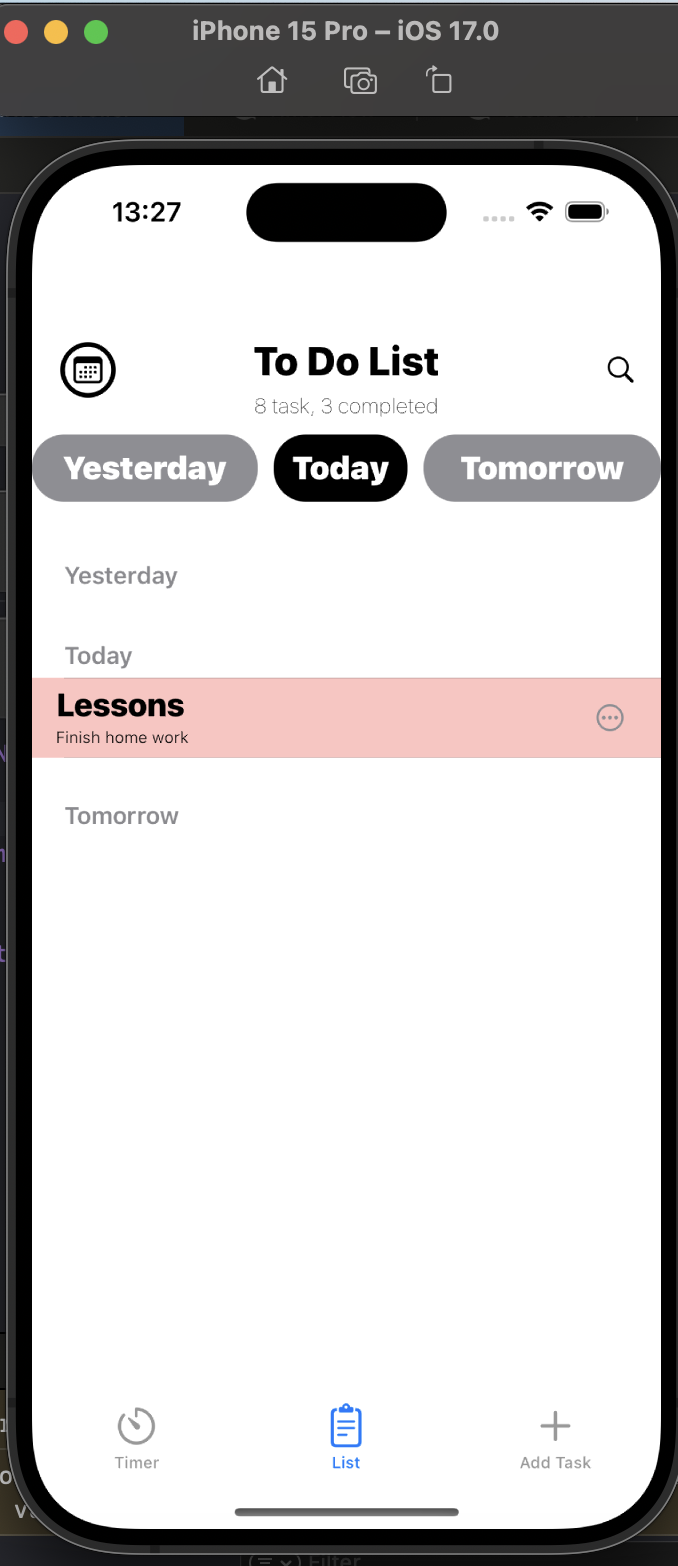 iPhone 15 Pro – iOS 17.0
13:27
To Do List
8 task, 3 completed
Yesterday
Today
Tomorrow
Yesterday
Today
Lessons
Finish home work
Tomorrow
Timer
List
Add Task
Filter